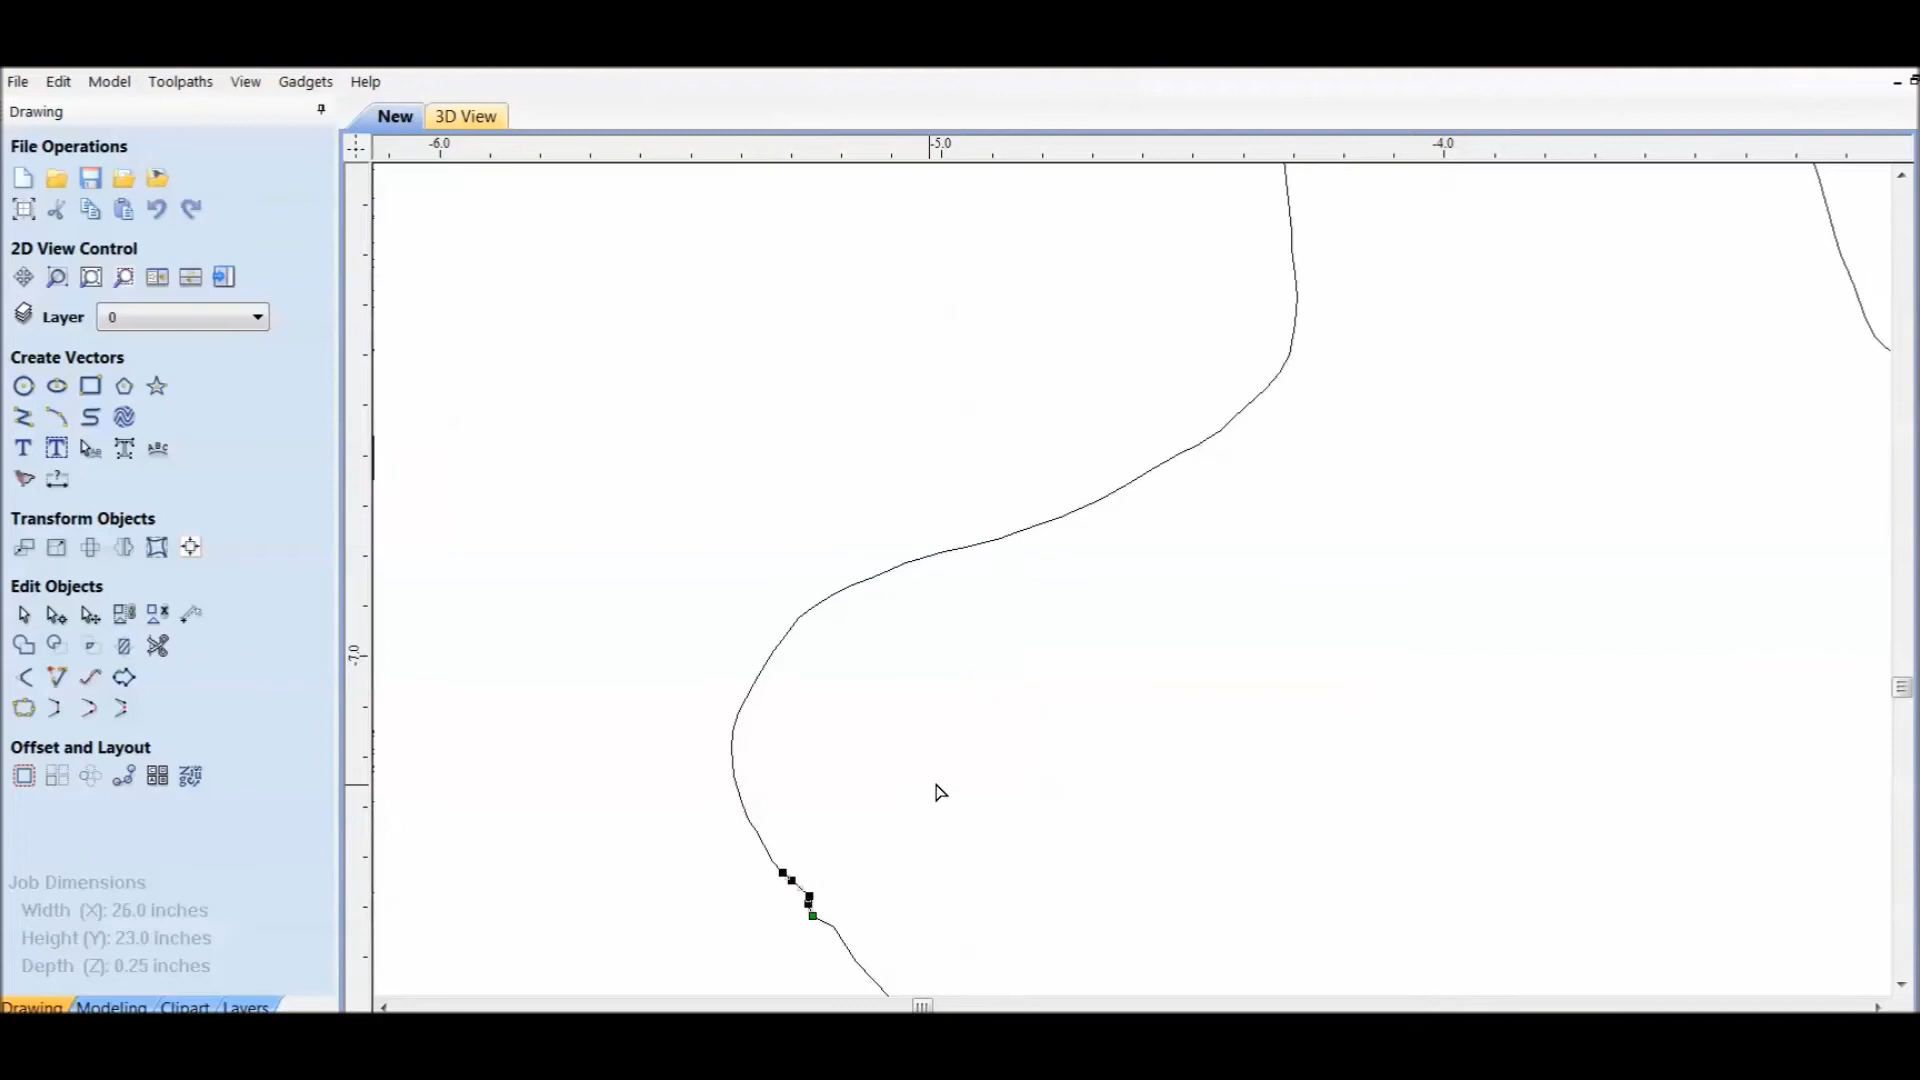 File Edit Model Toolpaths View Gadgets Help
Drawing
New 3D View
-6.0 -5.0 -4.0
File Operations
2D View Control
Layer 0
Create Vectors
Transform Objects
Edit Objects
-7.0
Offset and Layout
Job Dimensions
Width (X): 26.0 inches
Height (Y): 23.0 inches
Depth (Z): 0.25 inches
Drawing Modeling Clipart Layers